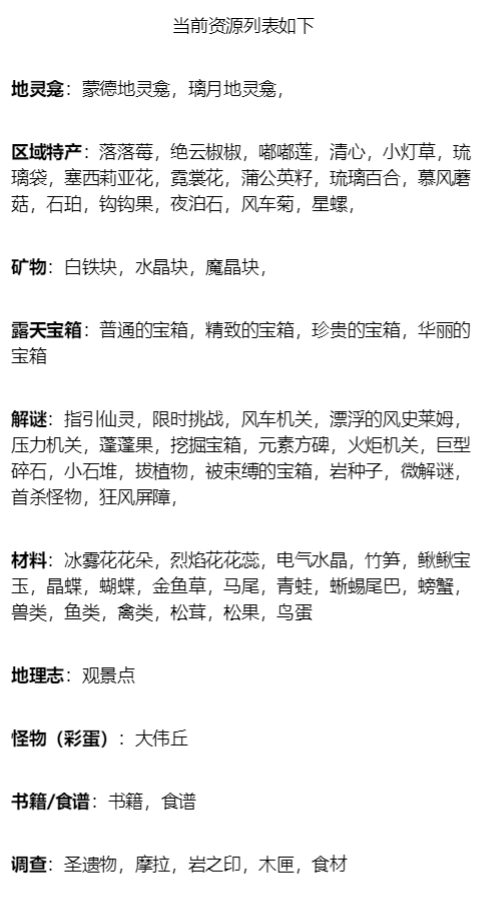 当前资源列表如下
地灵龛：蒙德地灵龛，璃月地灵龛，
区域特产：落落莓，绝云椒椒，嘟嘟莲，清心，小灯草，琉
璃袋，塞西莉亚花，霓裳花，蒲公英籽，琉璃百合，慕风蘑
菇，石珀，钩钩果，夜泊石，风车菊，星螺，
矿物：白铁块，水晶块，魔晶块，
露天宝箱：普通的宝箱，精致的宝箱，珍贵的宝箱，华丽的
宝箱
解谜：指引仙灵，限时挑战，风车机关，漂浮的风史莱姆，
压力机关，蓬蓬果，挖掘宝箱，元素方碑，火炬机关，巨型
碎石，小石堆，拔植物，被束缚的宝箱，岩种子，微解谜，
首杀怪物，狂风屏障，
材料：冰雾花花朵，烈焰花花蕊，电气水晶，竹笋，鳅鳅宝
玉，晶蝶，蝴蝶，金鱼草，马尾，青蛙，蜥蜴尾巴，螃蟹，
兽类，鱼类，禽类，松茸，松果，鸟蛋
地理志：观景点
怪物（彩蛋）：大伟丘
书籍/食谱：书籍，食谱
调查：圣遗物，摩拉，岩之印，木匣，食材